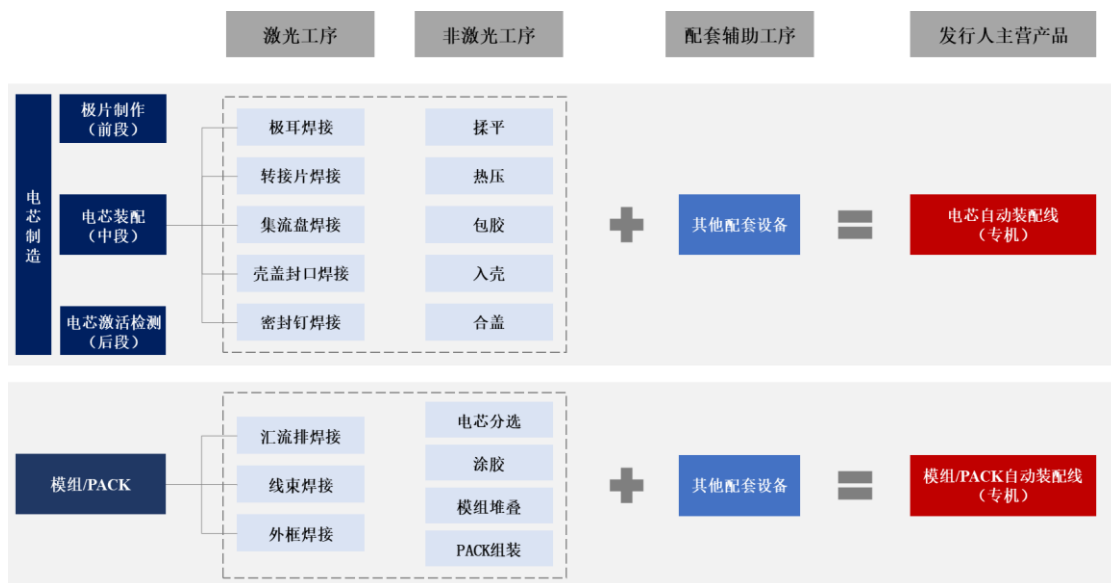 激光工序
非激光工序
配套辅助工序
发行人主营产品
电芯制造
极片制作
（前段）
电芯装配
（中段）
电芯激活检测
（后段）
极耳焊接
转接片焊接
集流盘焊接
壳盖封口焊接
密封钉焊接
揉平
热压
包胶
入壳
合盖
其他配套设备
电芯自动装配线
（专机）
模组/PACK
汇流排焊接
线束焊接
外框焊接
电芯分选
涂胶
模组堆叠
PACK组装
其他配套设备
模组/PACK自动装配线
（专机）